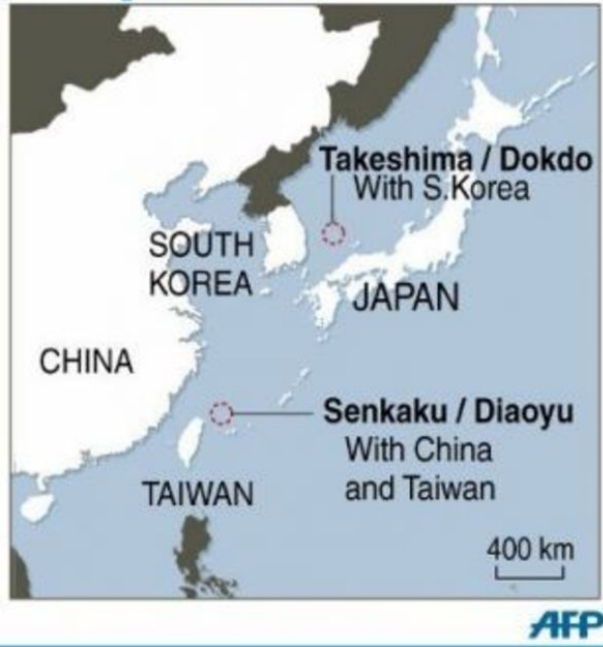 Takeshima / Dokdo
With S.Korea
SOUTH
KOREA
JAPAN
CHINA
Senkaku / Diaoyu
With China
and Taiwan
TAIWAN
400 km
AFP